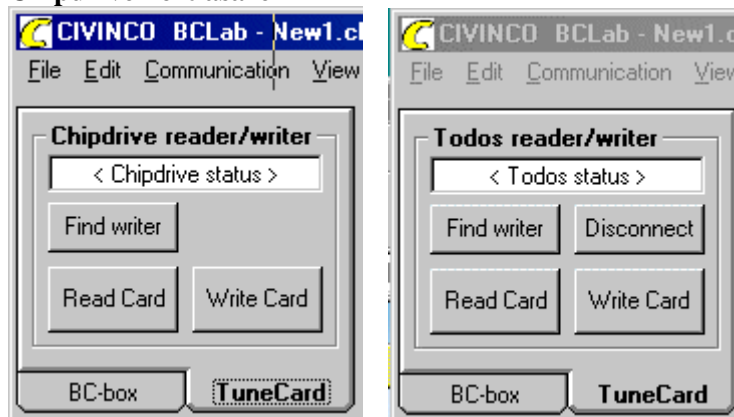 CIVINCO BCLab - New1.cl
File Edit Communication View
Chipdrive reader/writer
< Chipdrive status >
Find writer
Read Card Write Card
BC-box TuneCard
CIVINCO BCLab - New1.c
File Edit Communication View
Todos reader/writer
< Todos status >
Find writer Disconnect
Read Card Write Card
BC-box TuneCard